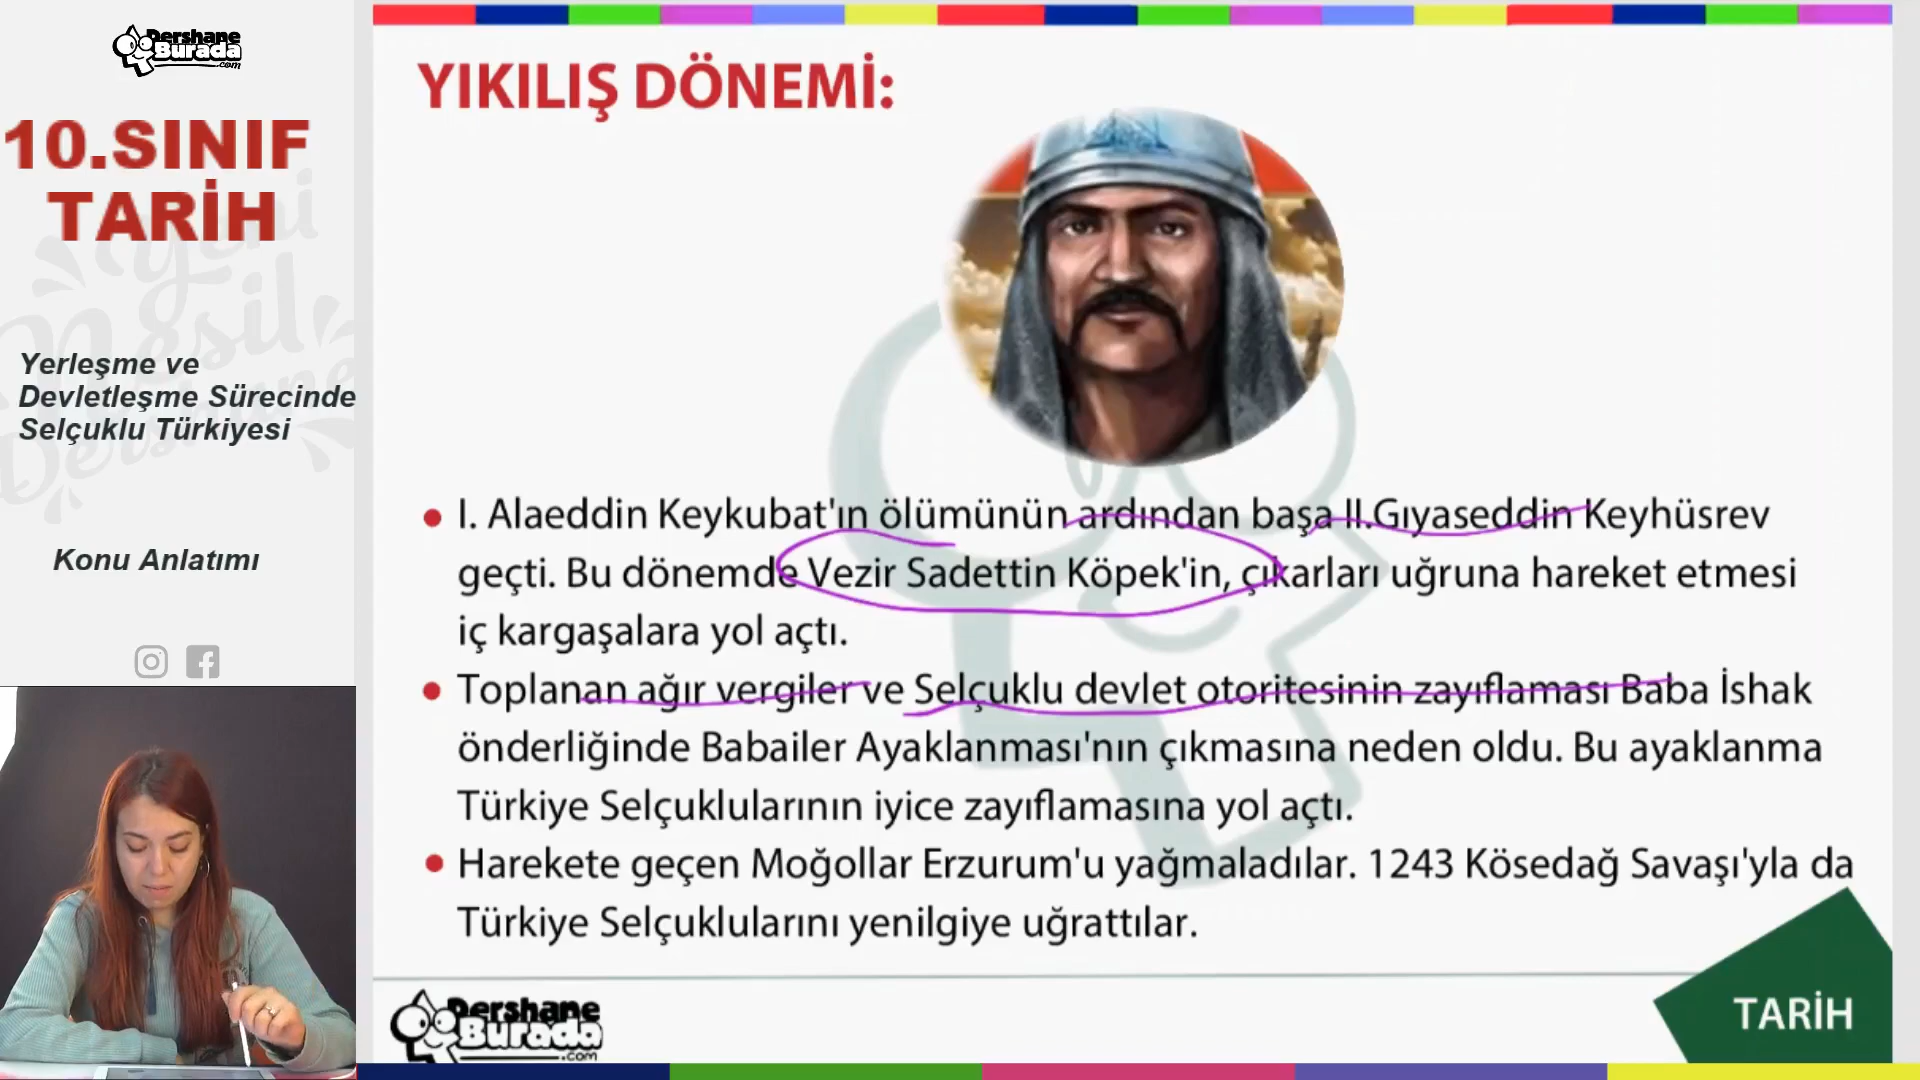 Dershane
Burada
.com
10.SINIF
TARİH
Yerleşme ve
Devletleşme Sürecinde
Selçuklu Türkiyesi
Konu Anlatımı
yeni
nesil
Dershane
YIKILIŞ DÖNEMİ:
• I. Alaeddin Keykubat'ın ölümünün ardından başa II.Gıyaseddin Keyhüsrev
geçti. Bu dönemde Vezir Sadettin Köpek'in, çıkarları uğruna hareket etmesi
iç kargaşalara yol açtı.
• Toplanan ağır vergiler ve Selçuklu devlet otoritesinin zayıflaması Baba İshak
önderliğinde Babailer Ayaklanması'nın çıkmasına neden oldu. Bu ayaklanma
Türkiye Selçuklularının iyice zayıflamasına yol açtı.
• Harekete geçen Moğollar Erzurum'u yağmaladılar. 1243 Kösedağ Savaşı'yla da
Türkiye Selçuklularını yenilgiye uğrattılar.
Dershane
Burada
.com
TARİH